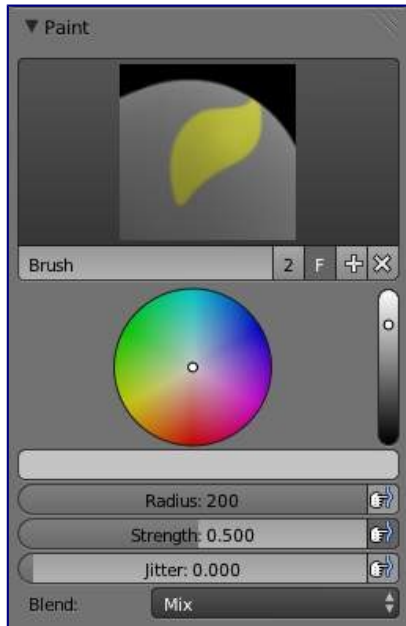 Paint
Brush 2 F
Radius: 200
Strength: 0.500
Jitter: 0.000
Blend: Mix